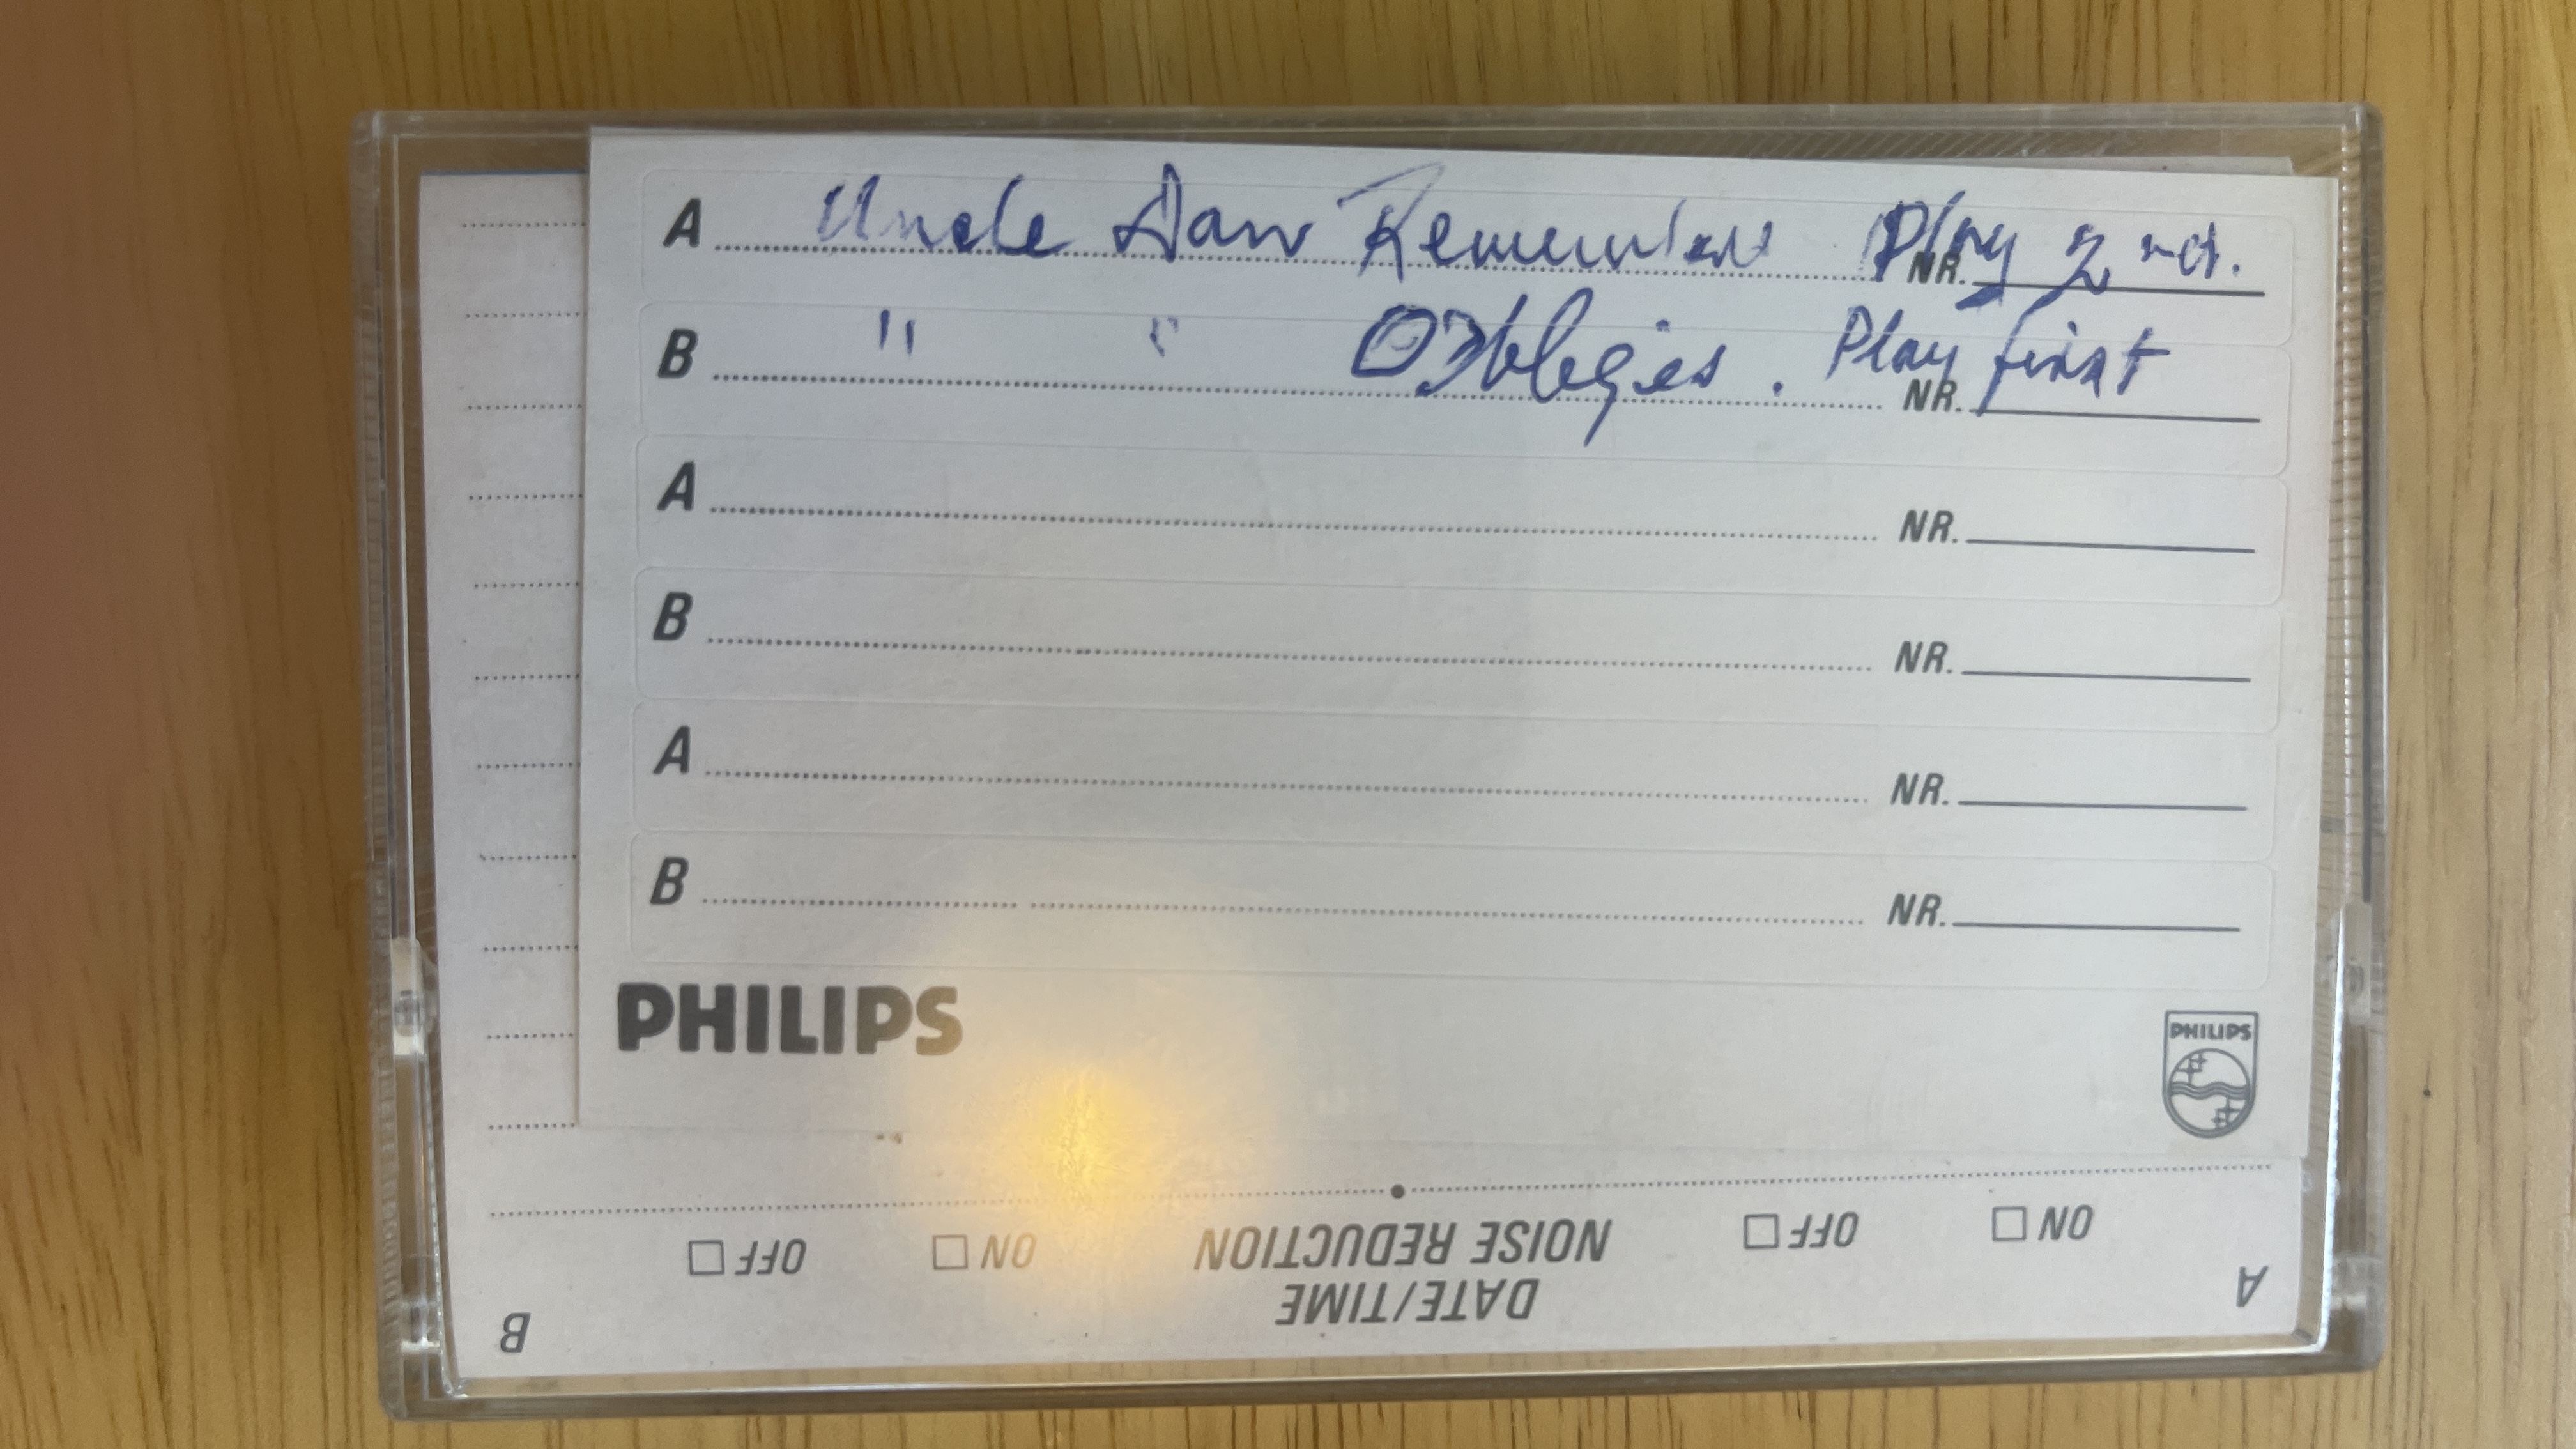 A Uncle Dan Remembers Play 2nd. NR.
B " " Obbligies. Play first NR.
A NR.
B NR.
A NR.
B NR.
PHILIPS
PHILIPS
A ON OFF NOISE REDUCTION ON OFF B
DATE/TIME